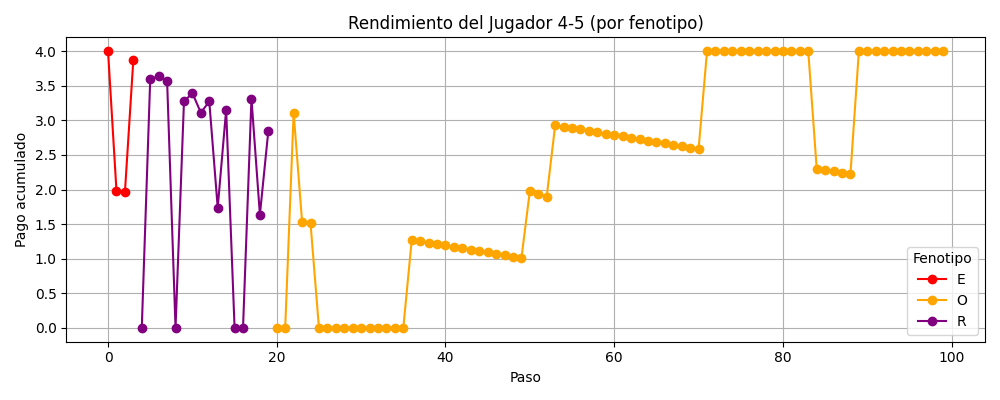 Rendimiento del Jugador 4-5 (por fenotipo)
Pago acumulado
4.0
3.5
3.0
2.5
2.0
1.5
1.0
0.5
0.0
0 20 40 60 80 100
Paso
Fenotipo
E
O
R